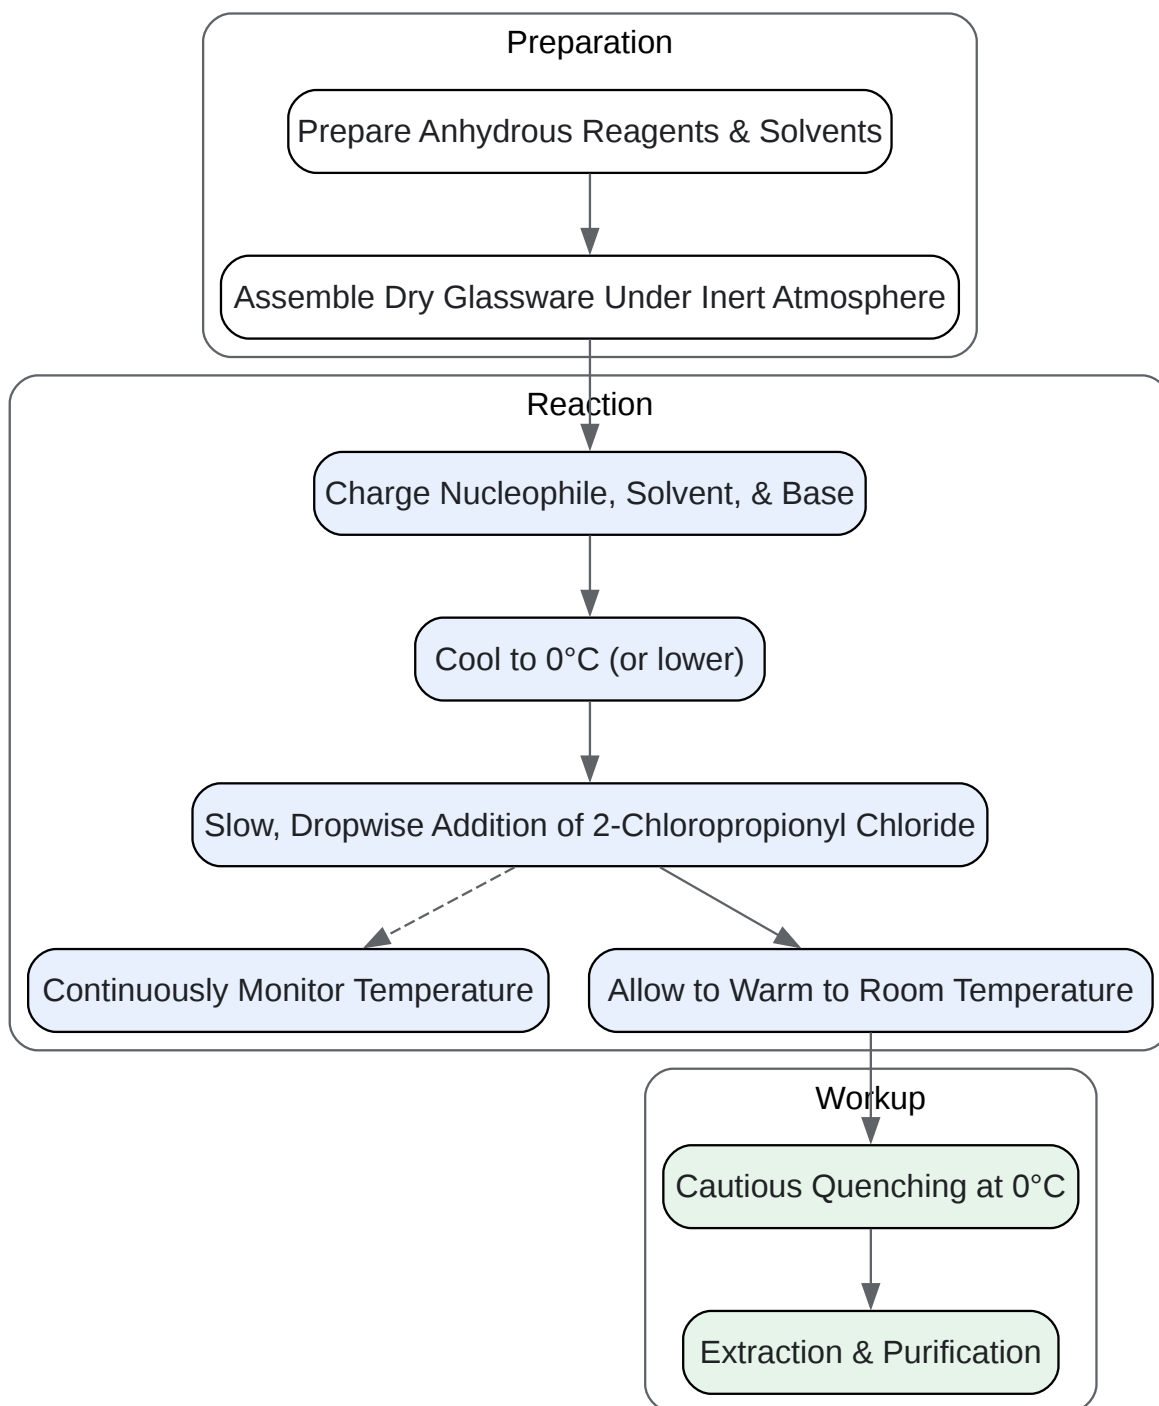 Preparation
Prepare Anhydrous Reagents & Solvents
Assemble Dry Glassware Under Inert Atmosphere
Reaction
Charge Nucleophile, Solvent, & Base
Cool to 0°C (or lower)
Slow, Dropwise Addition of 2-Chloropropionyl Chloride
Continuously Monitor Temperature
Allow to Warm to Room Temperature
Workup
Cautious Quenching at 0°C
Extraction & Purification